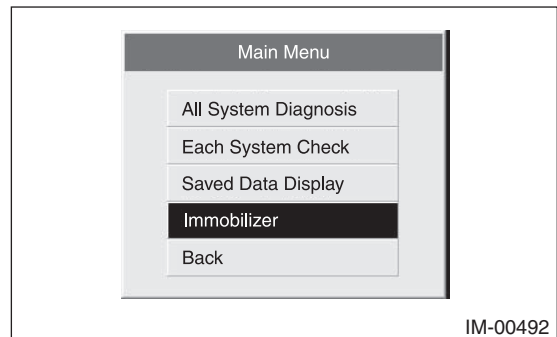 Main Menu
All System Diagnosis
Each System Check
Saved Data Display
Immobilizer
Back
IM-00492